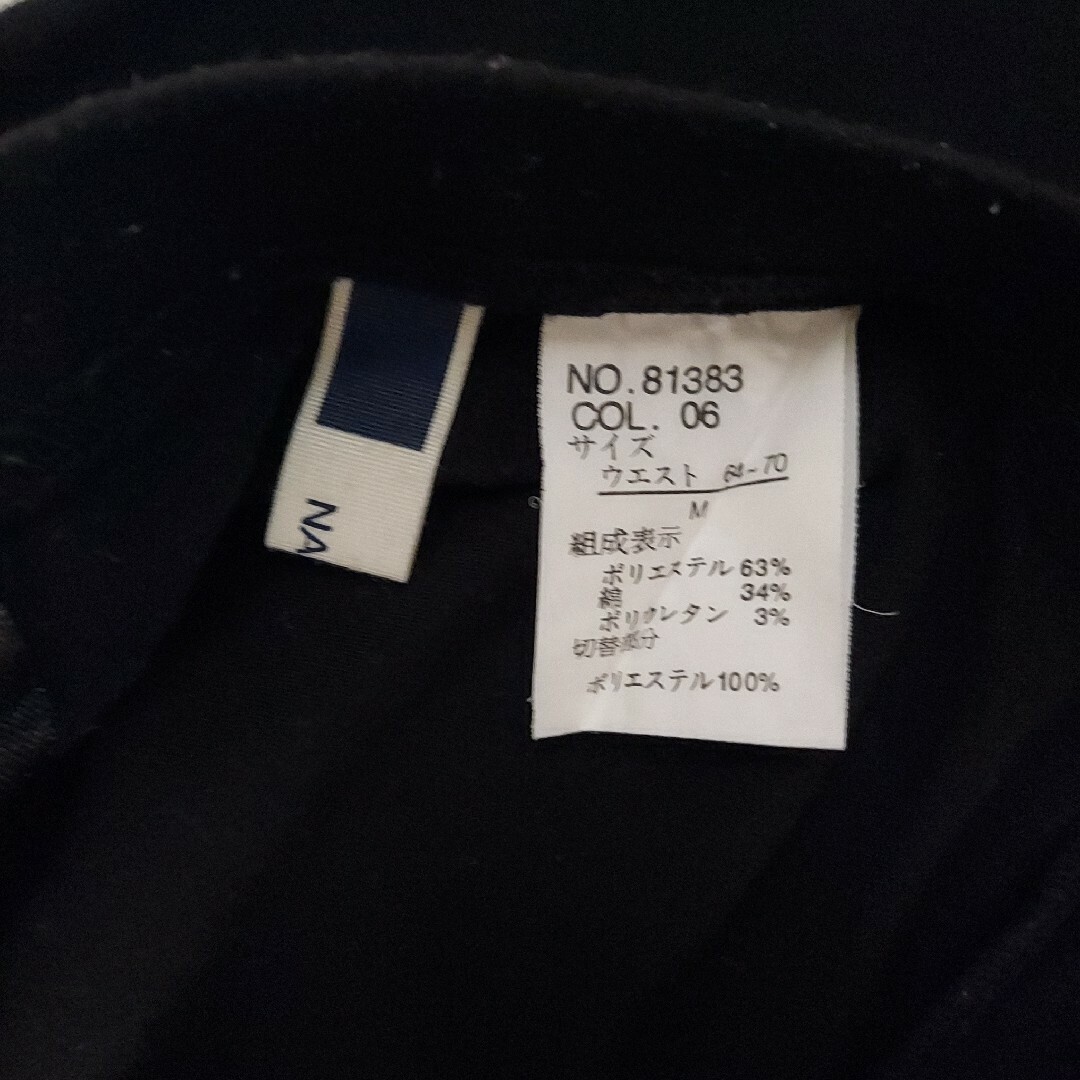 NA
NO.81383
COL. 06
サイズ
ウエスト 64-70
M
組成表示
ポリエステル 63%
綿 34%
ポリウレタン 3%
切替部分
ポリエステル100%